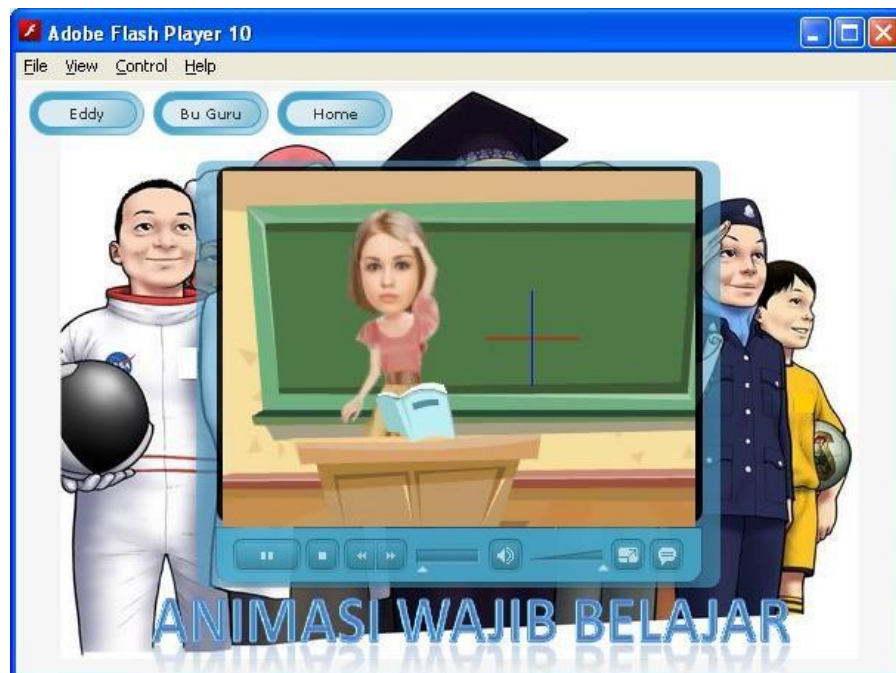 Adobe Flash Player 10
File View Control Help
Eddy Bu Guru Home
ANIMASI WAJIB BELAJAR